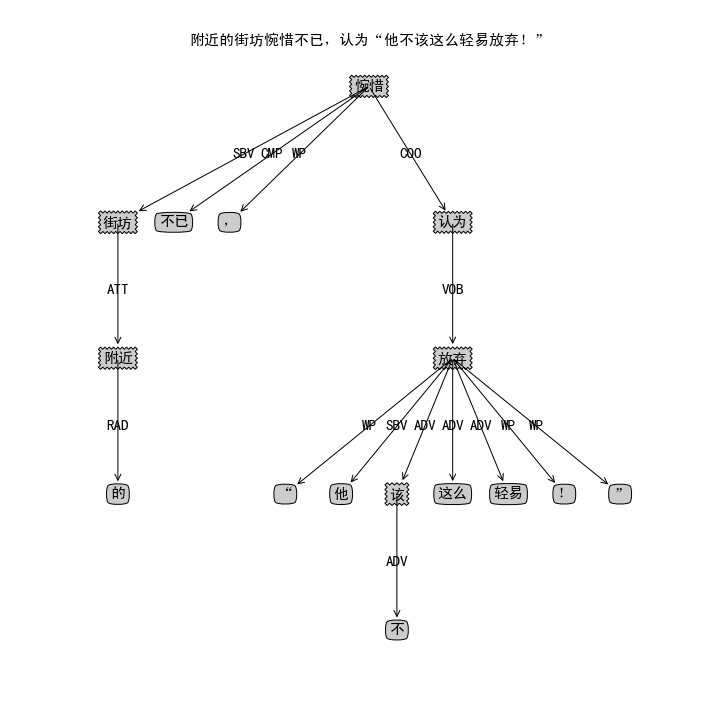 附近的街坊惋惜不已，认为“他不该这么轻易放弃！”
惋惜
SBV CMP WP COO
街坊 不已 ， 认为
ATT VOB
附近 放弃
RAD WP SBV ADV ADV ADV WP WP
的 “ 他 该 这么 轻易 ！ ”
ADV
不